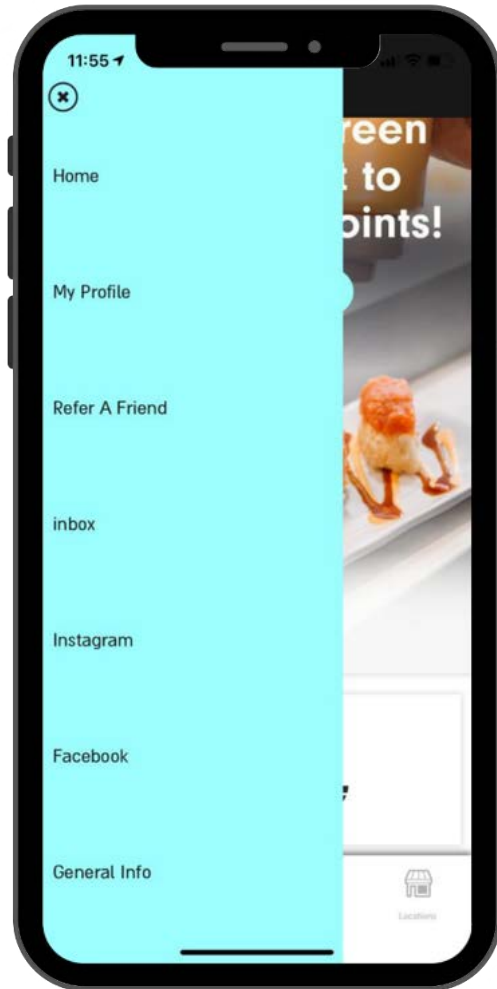 11:55
Home
My Profile
Refer A Friend
inbox
Instagram
Facebook
General Info
reen
to
oints!
Locations